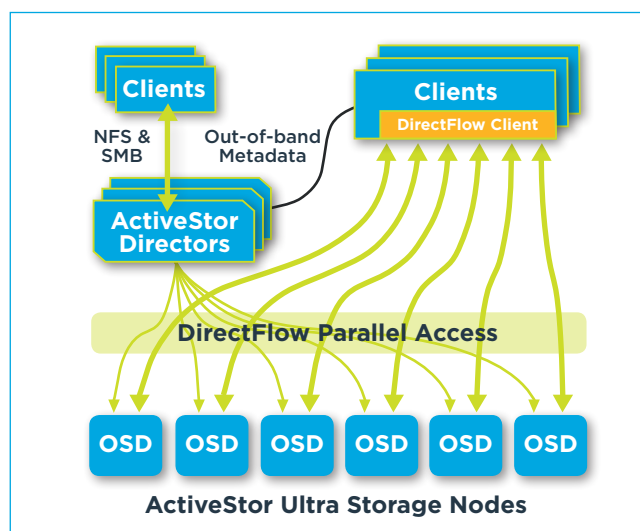 Clients
Clients
DirectFlow Client
NFS &
SMB
Out-of-band
Metadata
ActiveStor
Directors
DirectFlow Parallel Access
OSD
OSD
OSD
OSD
OSD
OSD
ActiveStor Ultra Storage Nodes